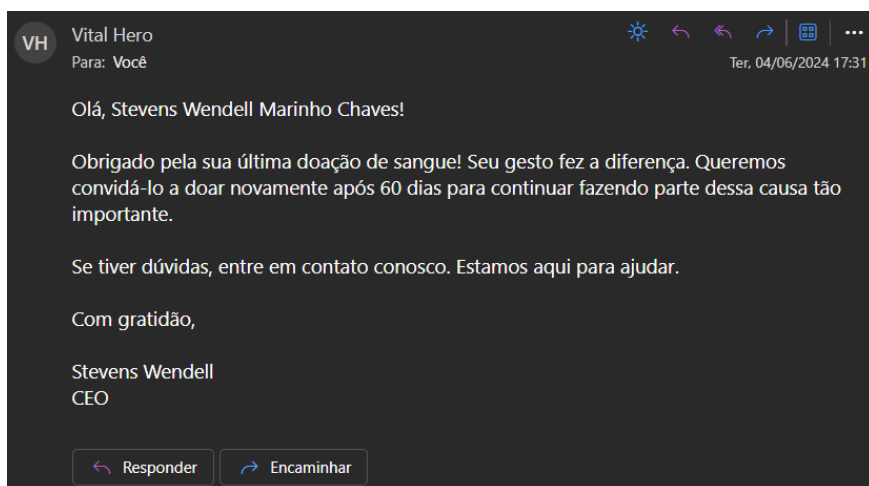 VH
Vital Hero
Para: Você
Ter, 04/06/2024 17:31
Olá, Stevens Wendell Marinho Chaves!
Obrigado pela sua última doação de sangue! Seu gesto fez a diferença. Queremos
convidá-lo a doar novamente após 60 dias para continuar fazendo parte dessa causa tão
importante.
Se tiver dúvidas, entre em contato conosco. Estamos aqui para ajudar.
Com gratidão,
Stevens Wendell
CEO
Responder
Encaminhar